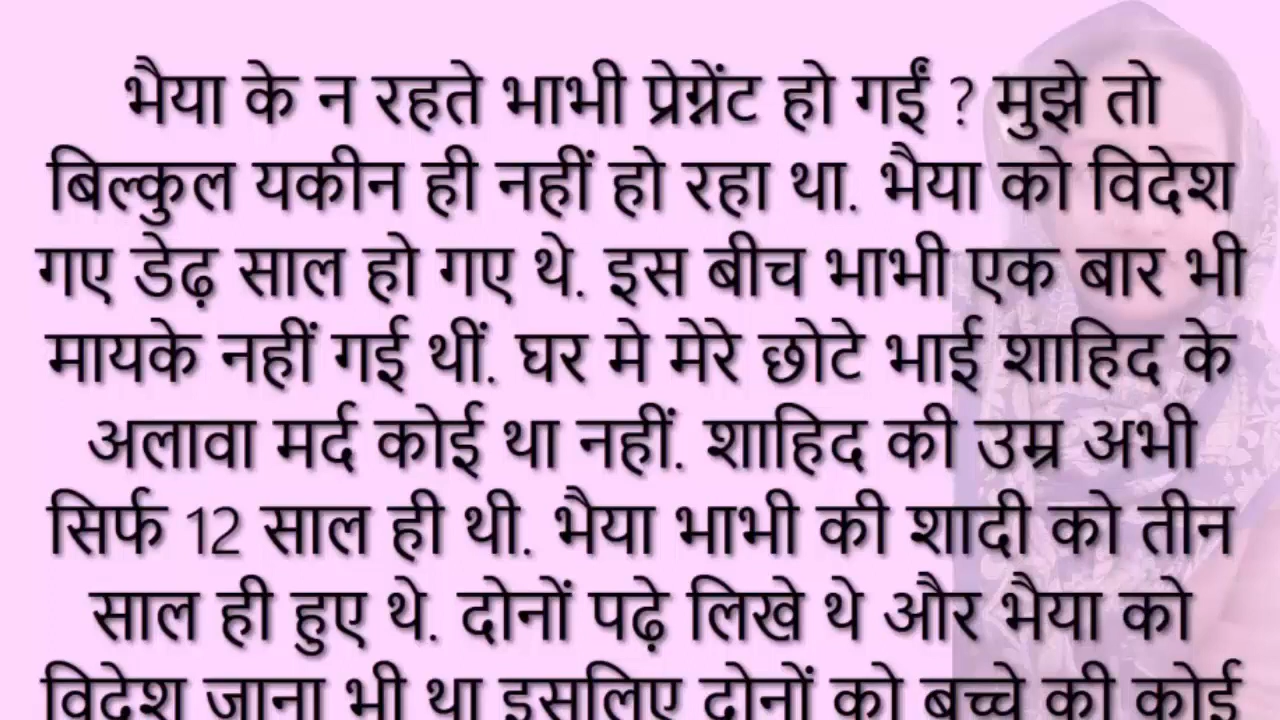 भैया के न रहते भाभी प्रेग्नेंट हो गईं ? मुझे तो
बिल्कुल यकीन ही नहीं हो रहा था. भैया को विदेश
गए डेढ़ साल हो गए थे. इस बीच भाभी एक बार भी
मायके नहीं गई थीं. घर मे मेरे छोटे भाई शाहिद के
अलावा मर्द कोई था नहीं. शाहिद की उम्र अभी
सिर्फ 12 साल ही थी. भैया भाभी की शादी को तीन
साल ही हुए थे. दोनों पढ़े लिखे थे और भैया को
विदेश जाना भी था इसलिए दोनों को बच्चे की कोई